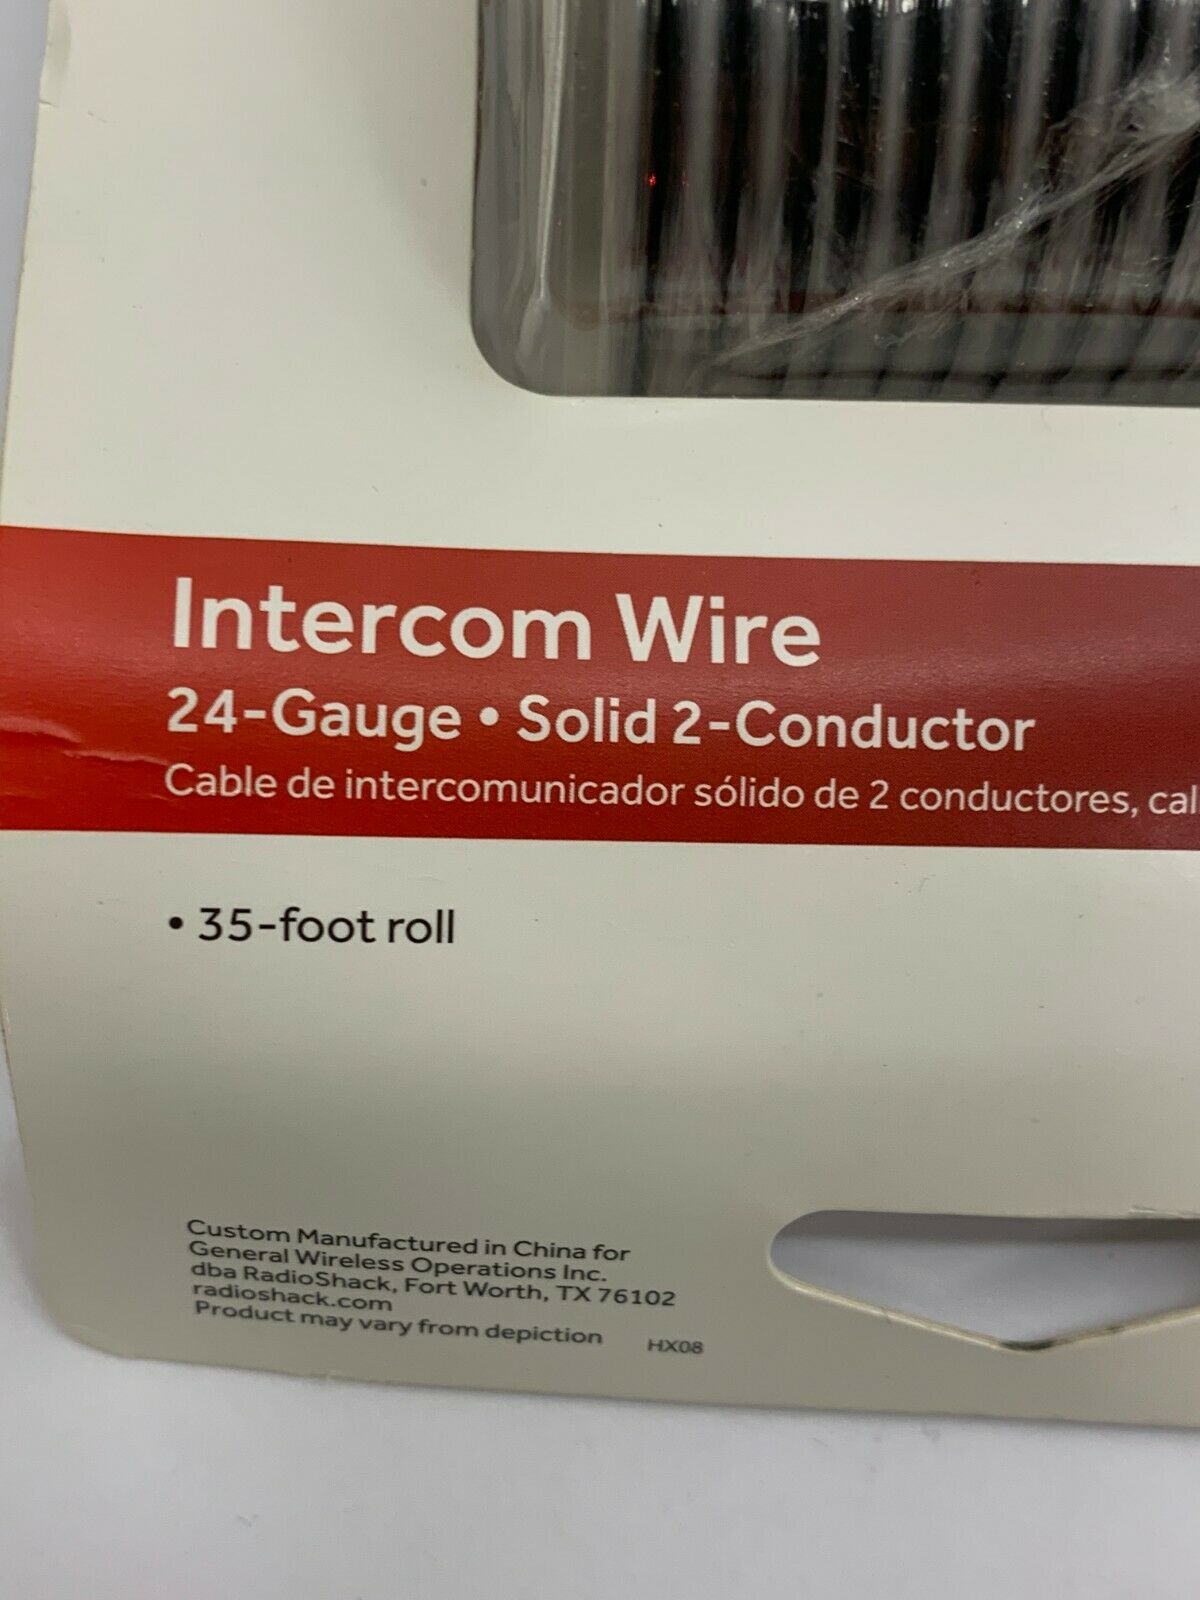 Intercom Wire
24-Gauge • Solid 2-Conductor
Cable de intercomunicador sólido de 2 conductores, cal
• 35-foot roll
Custom Manufactured in China for
General Wireless Operations Inc.
dba RadioShack, Fort Worth, TX 76102
radioshack.com
Product may vary from depiction HX08